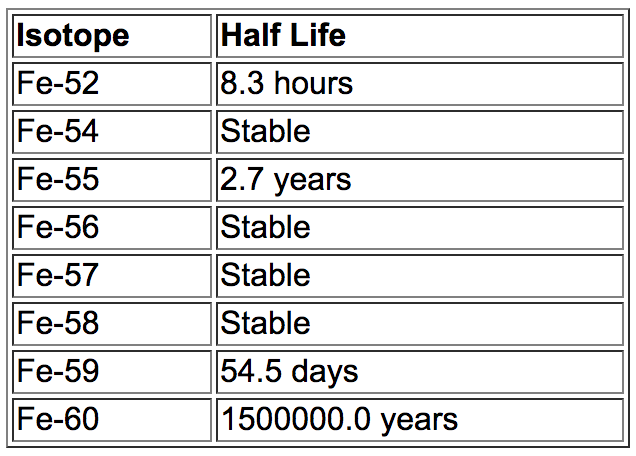 Isotope Half Life
Fe-52 8.3 hours
Fe-54 Stable
Fe-55 2.7 years
Fe-56 Stable
Fe-57 Stable
Fe-58 Stable
Fe-59 54.5 days
Fe-60 1500000.0 years